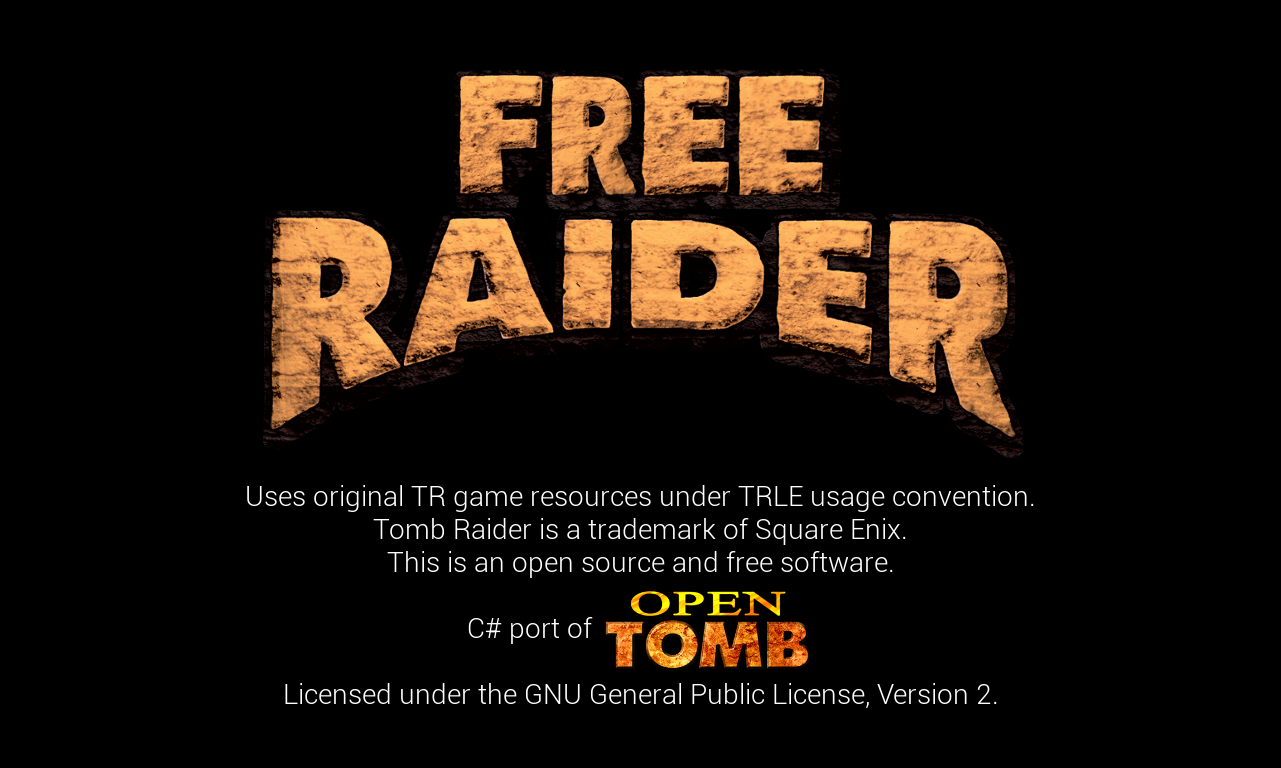 FREE
RAIDER
Uses original TR game resources under TRLE usage convention.
Tomb Raider is a trademark of Square Enix.
This is an open source and free software.
C# port of OPEN TOMB
Licensed under the GNU General Public License, Version 2.